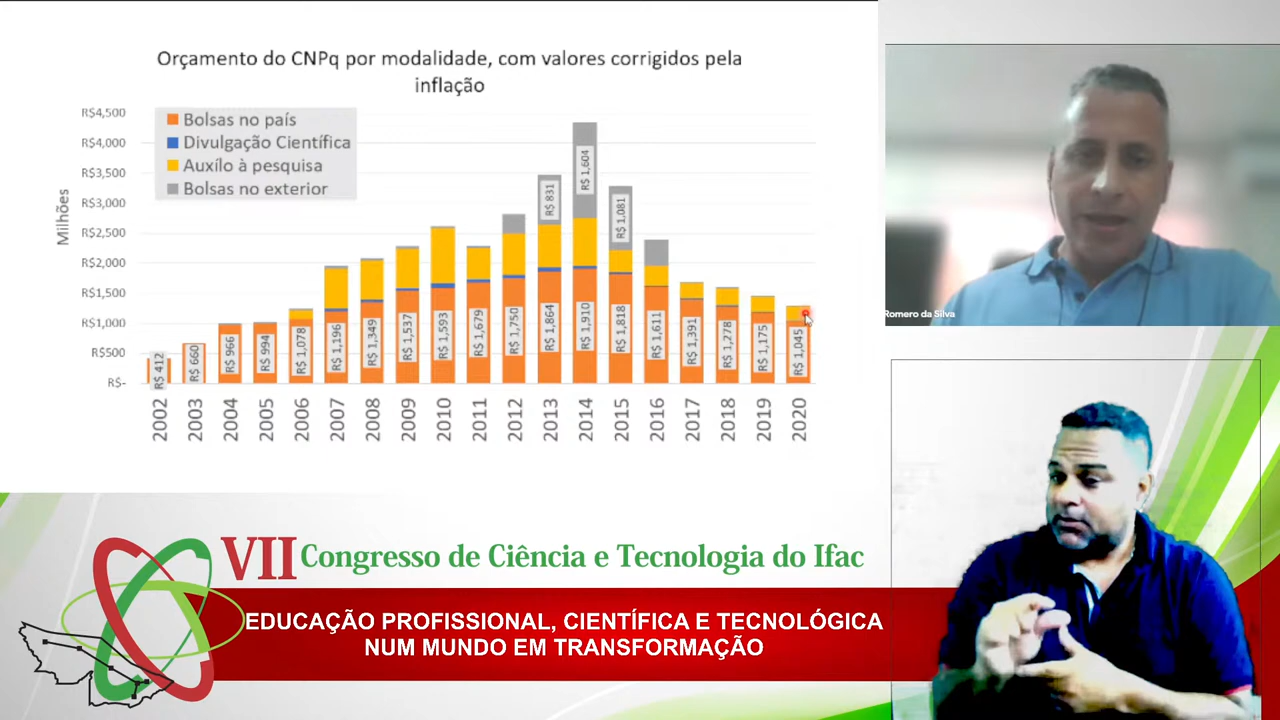 Orçamento do CNPq por modalidade, com valores corrigidos pela
inflação
Milhões
R$4,500
R$4,000
R$3,500
R$3,000
R$2,500
R$2,000
R$1,500
R$1,000
R$500
R$-
Bolsas no país
Divulgação Científica
Auxílo à pesquisa
Bolsas no exterior
R$ 412
R$ 660
R$ 966
R$ 994
R$ 1,078
R$ 1,196
R$ 1,349
R$ 1,537
R$ 1,593
R$ 1,679
R$ 1,750
R$ 1,864
R$ 1,910
R$ 1,818
R$ 1,611
R$ 1,391
R$ 1,278
R$ 1,175
R$ 1,045
R$ 831
R$ 1,604
R$ 1,081
2002 2003 2004 2005 2006 2007 2008 2009 2010 2011 2012 2013 2014 2015 2016 2017 2018 2019 2020
Romero da Silva
VII Congresso de Ciência e Tecnologia do Ifac
EDUCAÇÃO PROFISSIONAL, CIENTÍFICA E TECNOLÓGICA
NUM MUNDO EM TRANSFORMAÇÃO